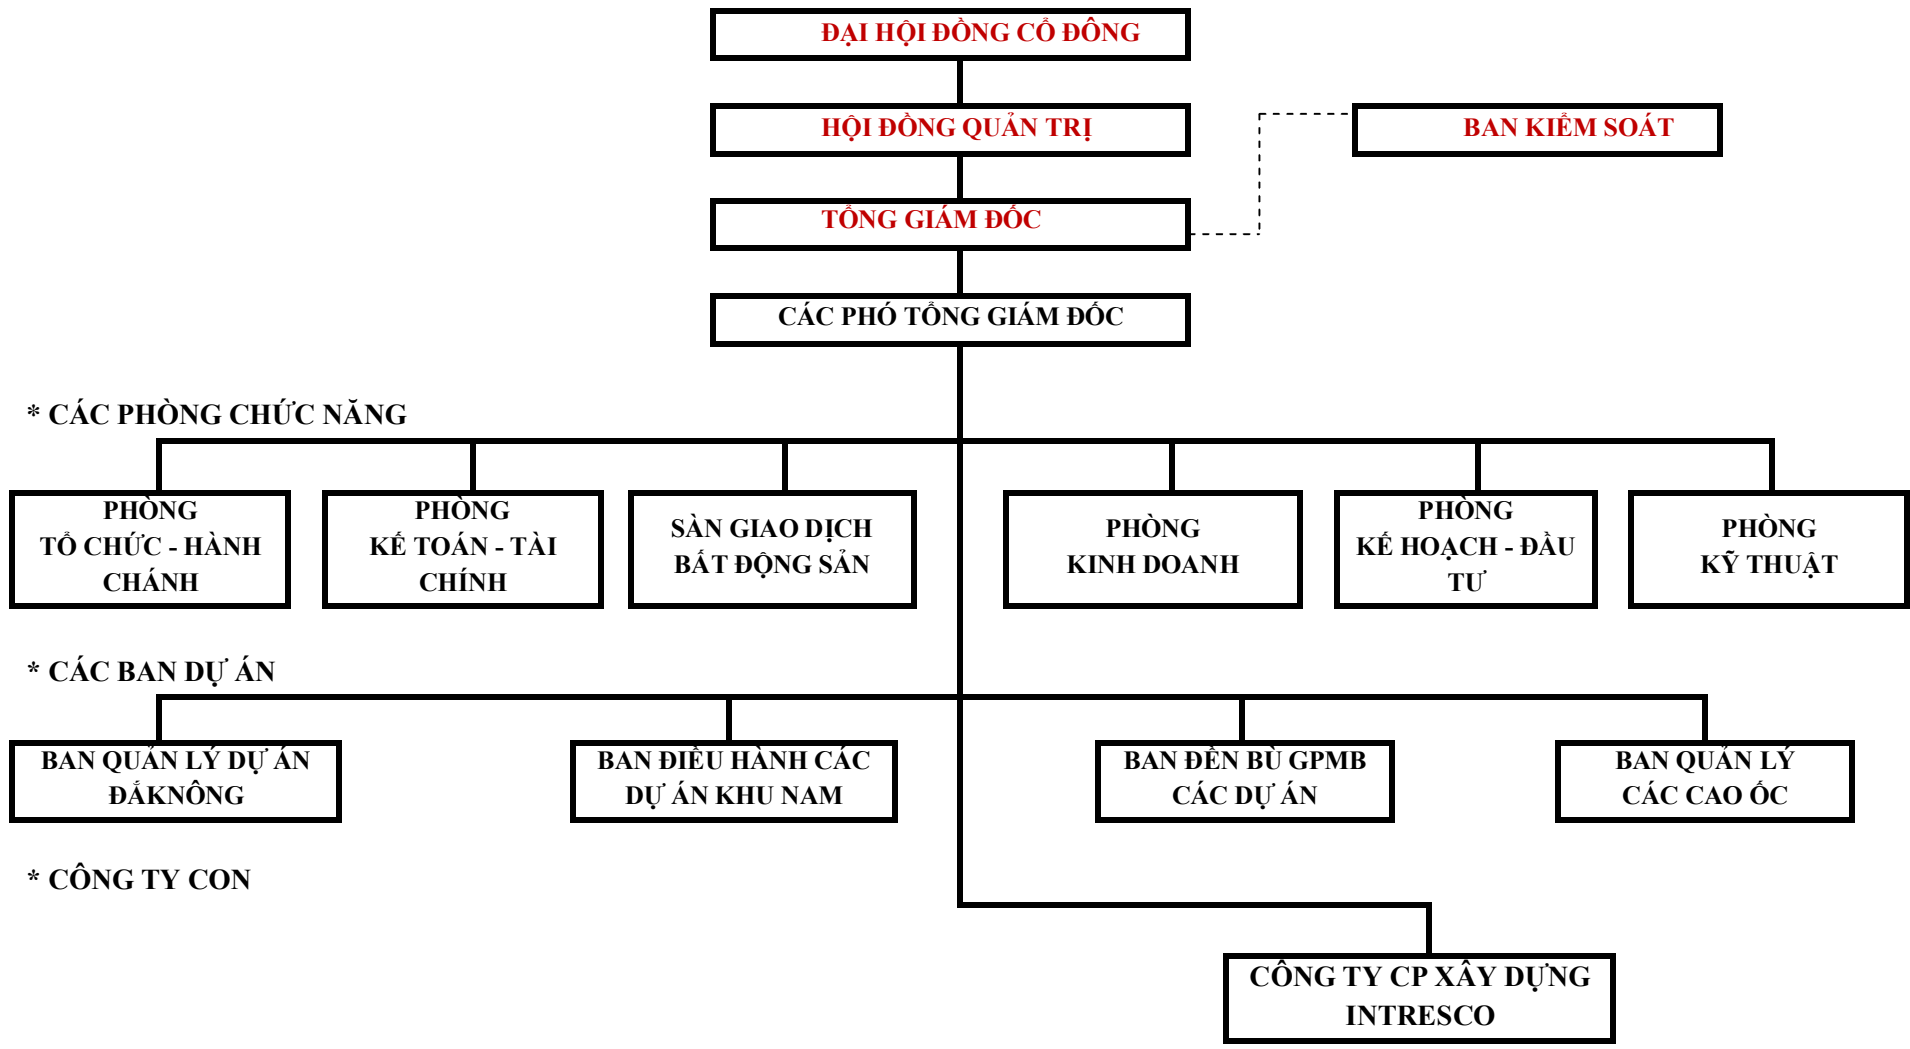 ĐẠI HỘI ĐỒNG CỔ ĐÔNG
HỘI ĐỒNG QUẢN TRỊ
BAN KIỂM SOÁT
TỔNG GIÁM ĐỐC
CÁC PHÓ TỔNG GIÁM ĐỐC
* CÁC PHÒNG CHỨC NĂNG
PHÒNG
TỔ CHỨC - HÀNH
CHÁNH
PHÒNG
KẾ TOÁN - TÀI
CHÍNH
SÀN GIAO DỊCH
BẤT ĐỘNG SẢN
PHÒNG
KINH DOANH
PHÒNG
KẾ HOẠCH - ĐẦU
TƯ
PHÒNG
KỸ THUẬT
* CÁC BAN DỰ ÁN
BAN QUẢN LÝ DỰ ÁN
ĐẮKNÔNG
BAN ĐIỀU HÀNH CÁC
DỰ ÁN KHU NAM
BAN ĐỀN BÙ GPMB
CÁC DỰ ÁN
BAN QUẢN LÝ
CÁC CAO ỐC
* CÔNG TY CON
CÔNG TY CP XÂY DỰNG
INTRESCO